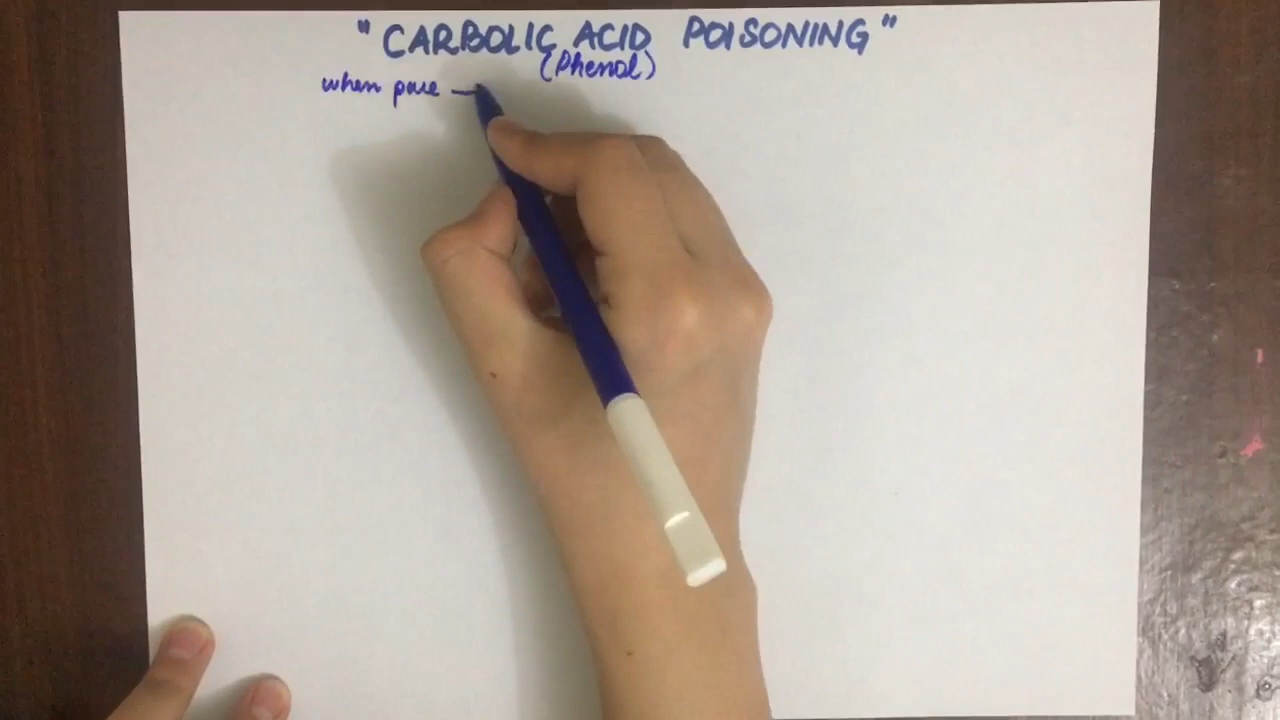 "CARBOLIC ACID POISONING"
(Phenol)
when pure →